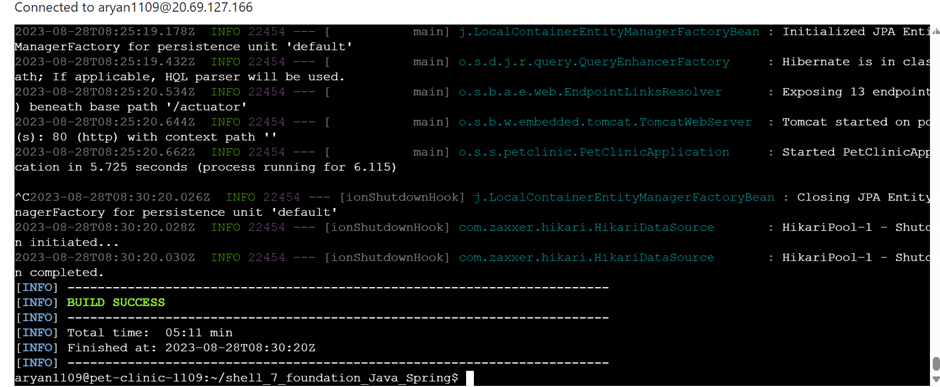 Connected to aryan1109@20.69.127.166
2023-08-28T08:25:19.178Z  INFO 22454 --- [           main] j.LocalContainerEntityManagerFactoryBean : Initialized JPA Enti
ManagerFactory for persistence unit 'default'
2023-08-28T08:25:19.432Z  INFO 22454 --- [           main] o.s.d.j.r.query.QueryEnhancerFactory     : Hibernate is in clas
ath; If applicable, HQL parser will be used.
2023-08-28T08:25:20.534Z  INFO 22454 --- [           main] o.s.b.a.e.web.EndpointLinksResolver      : Exposing 13 endpoint
) beneath base path '/actuator'
2023-08-28T08:25:20.644Z  INFO 22454 --- [           main] o.s.b.w.embedded.tomcat.TomcatWebServer  : Tomcat started on po
(s): 80 (http) with context path ''
2023-08-28T08:25:20.662Z  INFO 22454 --- [           main] o.s.s.petclinic.PetClinicApplication     : Started PetClinicApp
cation in 5.725 seconds (process running for 6.115)
^C2023-08-28T08:30:20.026Z  INFO 22454 --- [ionShutdownHook] j.LocalContainerEntityManagerFactoryBean : Closing JPA Entity
nagerFactory for persistence unit 'default'
2023-08-28T08:30:20.028Z  INFO 22454 --- [ionShutdownHook] com.zaxxer.hikari.HikariDataSource       : HikariPool-1 - Shutd
n initiated...
2023-08-28T08:30:20.030Z  INFO 22454 --- [ionShutdownHook] com.zaxxer.hikari.HikariDataSource       : HikariPool-1 - Shutd
n completed.
[INFO] ------------------------------------------------------------------------
[INFO] BUILD SUCCESS
[INFO] ------------------------------------------------------------------------
[INFO] Total time:  05:11 min
[INFO] Finished at: 2023-08-28T08:30:20Z
[INFO] ------------------------------------------------------------------------
aryan1109@pet-clinic-1109:~/shell_7_foundation_Java_Spring$